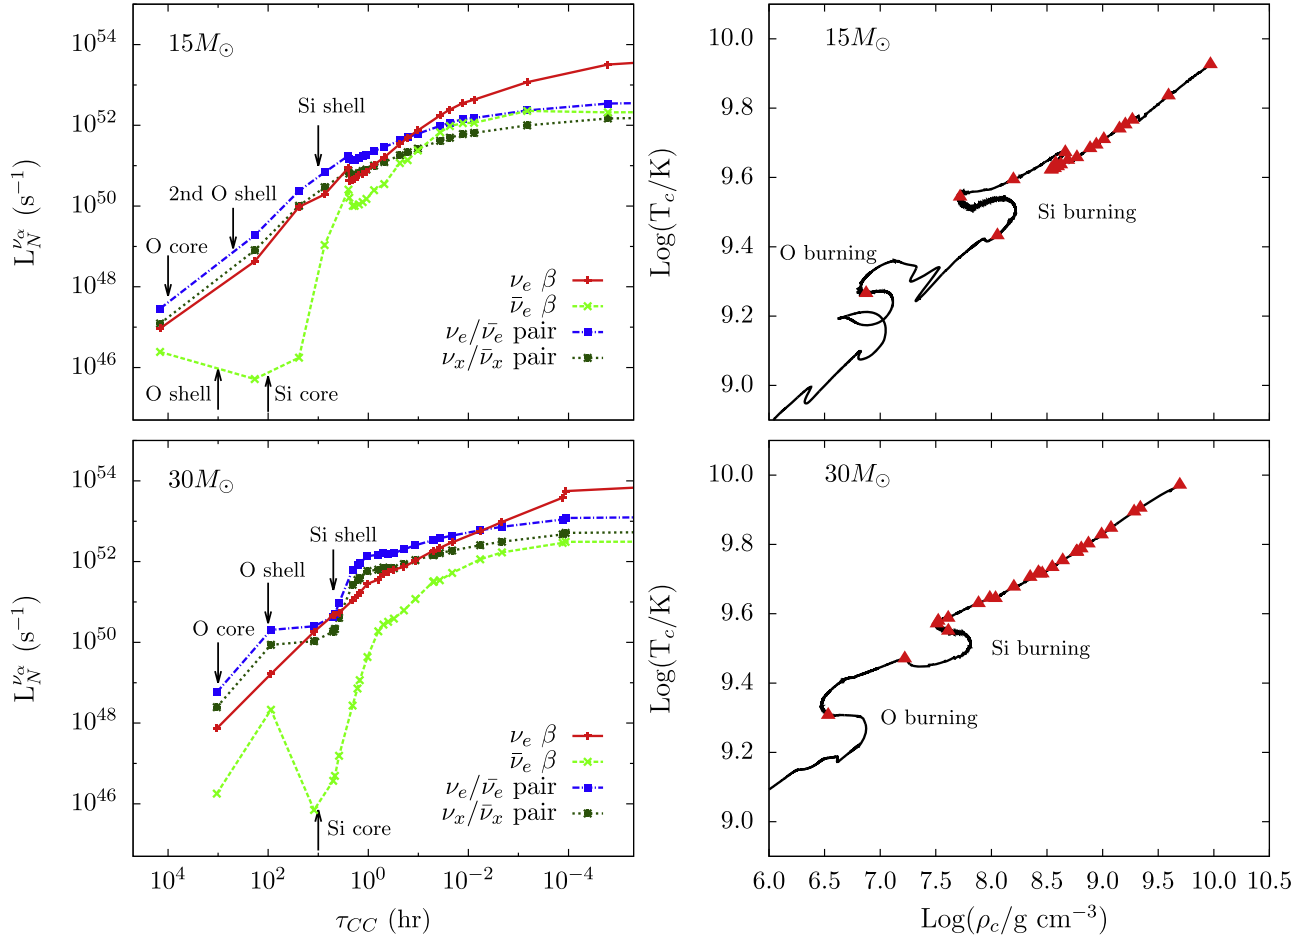 15M⊙
10^54
10^52
10^50
10^48
10^46
L_N^{ν_α} (s^−1)
Si shell
2nd O shell
O core
O shell
Si core
ν_e β
ν̄_e β
ν_e/ν̄_e pair
ν_x/ν̄_x pair
15M⊙
10.0
9.8
9.6
9.4
9.2
9.0
Log(T_c/K)
Si burning
O burning
30M⊙
10^54
10^52
10^50
10^48
10^46
L_N^{ν_α} (s^−1)
Si shell
O shell
O core
Si core
ν_e β
ν̄_e β
ν_e/ν̄_e pair
ν_x/ν̄_x pair
10^4 10^2 10^0 10^−2 10^−4
τ_CC (hr)
30M⊙
10.0
9.8
9.6
9.4
9.2
9.0
Log(T_c/K)
Si burning
O burning
6.0 6.5 7.0 7.5 8.0 8.5 9.0 9.5 10.0 10.5
Log(ρ_c/g cm^−3)